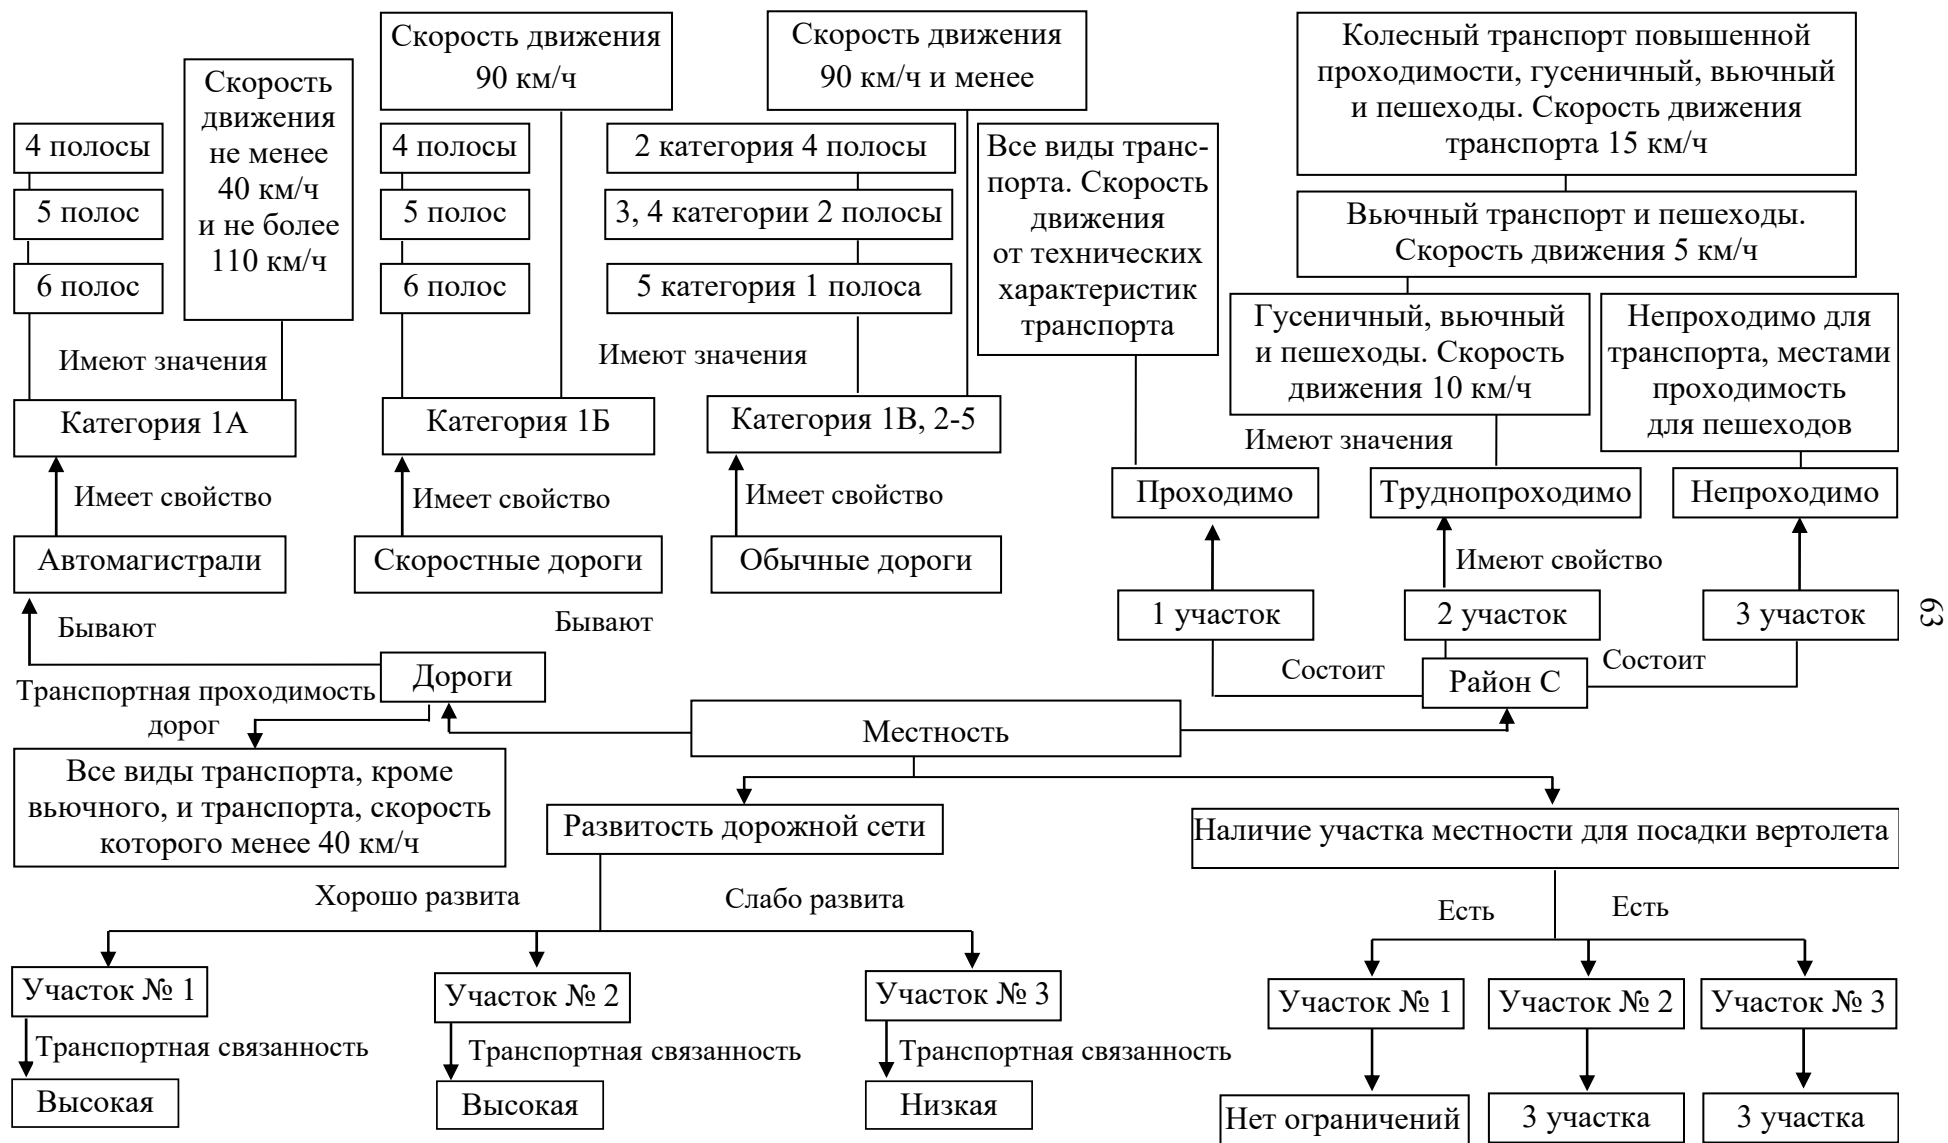 Скорость
движения
не менее
40 км/ч
и не более
110 км/ч
Скорость движения
90 км/ч
Скорость движения
90 км/ч и менее
Колесный транспорт повышенной
проходимости, гусеничный, вьючный
и пешеходы. Скорость движения
транспорта 15 км/ч
4 полосы
5 полос
6 полос
4 полосы
5 полос
6 полос
2 категория 4 полосы
3, 4 категории 2 полосы
5 категория 1 полоса
Все виды транс-
порта. Скорость
движения
от технических
характеристик
транспорта
Вьючный транспорт и пешеходы.
Скорость движения 5 км/ч
Гусеничный, вьючный
и пешеходы. Скорость
движения 10 км/ч
Непроходимо для
транспорта, местами
проходимость
для пешеходов
Имеют значения
Имеют значения
Имеют значения
Категория 1А
Категория 1Б
Категория 1В, 2-5
Проходимо
Труднопроходимо
Непроходимо
Имеет свойство
Имеет свойство
Имеет свойство
Имеют свойство
Автомагистрали
Скоростные дороги
Обычные дороги
1 участок
2 участок
3 участок
63
Бывают
Бывают
Состоит
Состоит
Дороги
Район С
Транспортная проходимость
дорог
Местность
Все виды транспорта, кроме
вьючного, и транспорта, скорость
которого менее 40 км/ч
Развитость дорожной сети
Наличие участка местности для посадки вертолета
Хорошо развита
Слабо развита
Есть
Есть
Участок № 1
Участок № 2
Участок № 3
Участок № 1
Участок № 2
Участок № 3
Транспортная связанность
Транспортная связанность
Транспортная связанность
Высокая
Высокая
Низкая
Нет ограничений
3 участка
3 участка